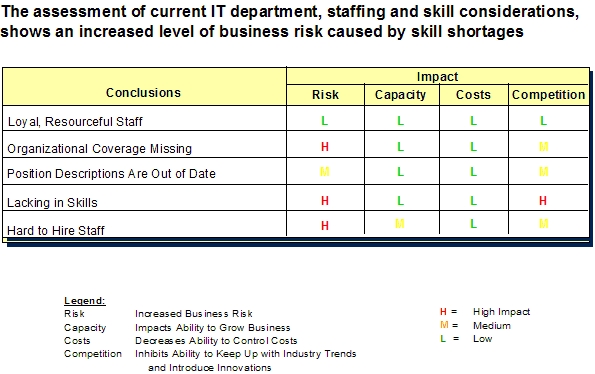 The assessment of current IT department, staffing and skill considerations,
shows an increased level of business risk caused by skill shortages
Conclusions Impact
Risk Capacity Costs Competition
Loyal, Resourceful Staff L L L L
Organizational Coverage Missing H L L M
Position Descriptions Are Out of Date M L L M
Lacking in Skills H L L H
Hard to Hire Staff H M L M
Legend:
Risk Increased Business Risk H = High Impact
Capacity Impacts Ability to Grow Business M = Medium
Costs Decreases Ability to Control Costs L = Low
Competition Inhibits Ability to Keep Up with Industry Trends
and Introduce Innovations